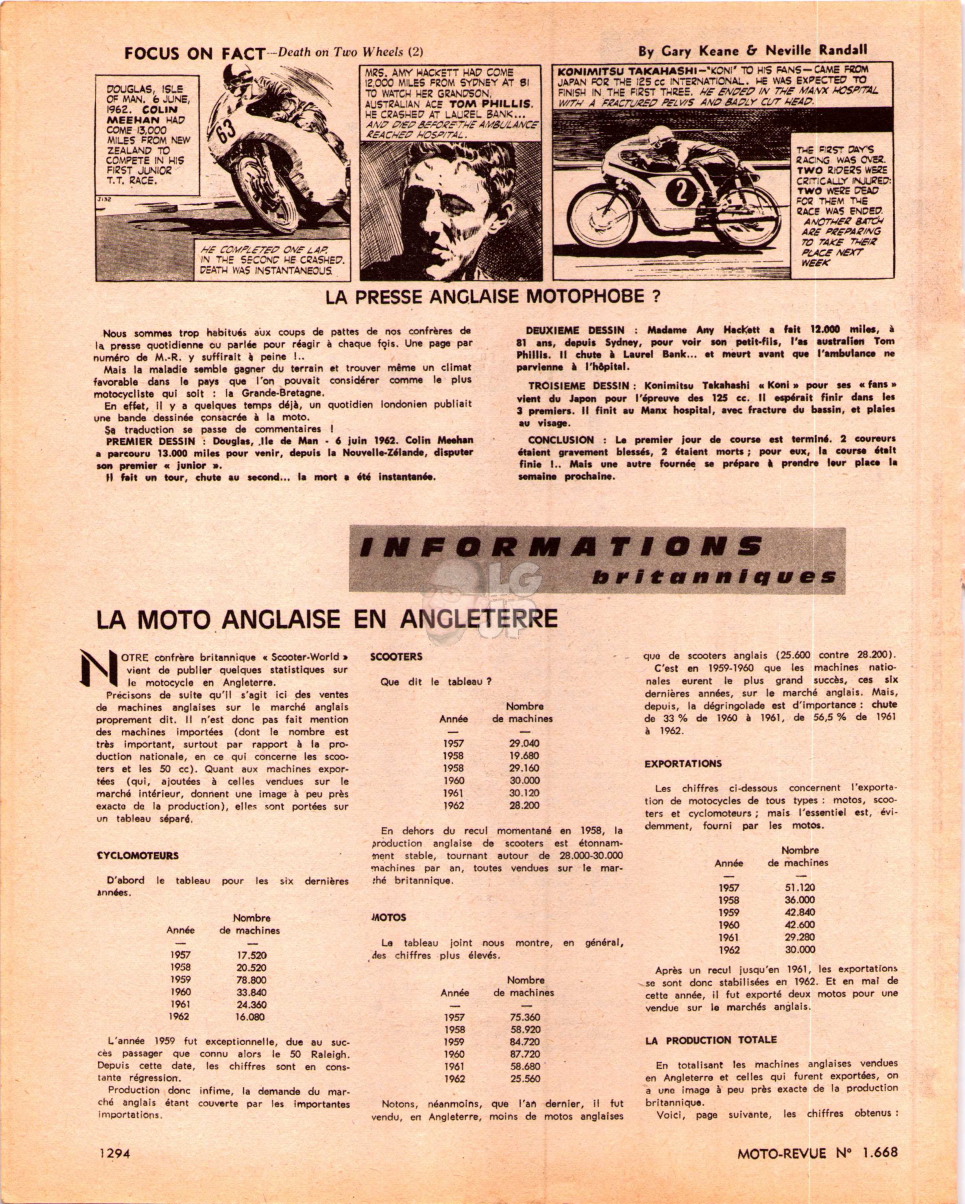 FOCUS ON FACT—Death on Two Wheels (2)
By Gary Keane & Neville Randall
DOUGLAS, ISLE
OF MAN. 6 JUNE,
1962. COLIN
MEEHAN HAD
COME 13,000
MILES FROM NEW
ZEALAND TO
COMPETE IN HIS
FIRST JUNIOR
T.T. RACE.
63
HE COMPLETED ONE LAP.
IN THE SECOND HE CRASHED.
DEATH WAS INSTANTANEOUS.
MRS. AMY HACKETT HAD COME
12,000 MILES FROM SYDNEY AT 81
TO WATCH HER GRANDSON,
AUSTRALIAN ACE TOM PHILLIS.
HE CRASHED AT LAUREL BANK...
AND DIED BEFORE THE AMBULANCE
REACHED HOSPITAL.
KONIMITSU TAKAHASHI—"KONI" TO HIS FANS—CAME FROM
JAPAN FOR THE 125 CC INTERNATIONAL. HE WAS EXPECTED TO
FINISH IN THE FIRST THREE. HE ENDED IN THE MANX HOSPITAL
WITH A FRACTURED PELVIS AND BADLY CUT HEAD.
2
THE FIRST DAY'S
RACING WAS OVER.
TWO RIDERS WERE
CRITICALLY INJURED:
TWO WERE DEAD
FOR THEM THE
RACE WAS ENDED.
ANOTHER BATCH
ARE PREPARING
TO TAKE THEIR
PLACE NEXT
WEEK
LA PRESSE ANGLAISE MOTOPHOBE ?
Nous sommes trop habitués aux coups de pattes de nos confrères de
la presse quotidienne ou parlée pour réagir à chaque fois. Une page par
numéro de M.-R. y suffirait à peine !..
Mais la maladie semble gagner du terrain et trouver même un climat
favorable dans le pays que l'on pouvait considérer comme le plus
motocycliste qui soit : la Grande-Bretagne.
En effet, il y a quelques temps déjà, un quotidien londonien publiait
une bande dessinée consacrée à la moto.
Sa traduction se passe de commentaires !
PREMIER DESSIN : Douglas, Ile de Man - 6 juin 1962. Colin Meehan
a parcouru 13.000 miles pour venir, depuis la Nouvelle-Zélande, disputer
son premier « junior ».
Il fait un tour, chute au second... la mort a été instantanée.
DEUXIEME DESSIN : Madame Any Hackett a fait 12.000 miles, à
81 ans, depuis Sydney, pour voir son petit-fils, l'as australien Tom
Phillis. Il chute à Laurel Bank... et meurt avant que l'ambulance ne
parvienne à l'hôpital.
TROISIEME DESSIN : Konimitsu Takahashi « Koni » pour ses « fans »
vient du Japon pour l'épreuve des 125 cc. Il espérait finir dans les
3 premiers. Il finit au Manx hospital, avec fracture du bassin, et plaies
au visage.
CONCLUSION : Le premier jour de course est terminé. 2 coureurs
étaient gravement blessés, 2 étaient morts ; pour eux, la course était
finie !.. Mais une autre fournée se prépare à prendre leur place la
semaine prochaine.
INFORMATIONS
britanniques
LG
UP
LA MOTO ANGLAISE EN ANGLETERRE
NOTRE confrère britannique « Scooter-World »
vient de publier quelques statistiques sur
le motocycle en Angleterre.
Précisons de suite qu'il s'agit ici des ventes
de machines anglaises sur le marché anglais
proprement dit. Il n'est donc pas fait mention
des machines importées (dont le nombre est
très important, surtout par rapport à la pro-
duction nationale, en ce qui concerne les scoo-
ters et les 50 cc). Quant aux machines expor-
tées (qui, ajoutées à celles vendues sur le
marché intérieur, donnent une image à peu près
exacte de la production), elles sont portées sur
un tableau séparé.
CYCLOMOTEURS
D'abord le tableau pour les six dernières
années.
Nombre
Année de machines
— —
1957 17.520
1958 20.520
1959 78.800
1960 33.840
1961 24.360
1962 16.080
L'année 1959 fut exceptionnelle, due au suc-
cès passager que connu alors le 50 Raleigh.
Depuis cette date, les chiffres sont en cons-
tante régression.
Production donc infime, la demande du mar-
ché anglais étant couverte par les importantes
importations.
SCOOTERS
Que dit le tableau ?
Nombre
Année de machines
— —
1957 29.040
1958 19.680
1958 29.160
1960 30.000
1961 30.120
1962 28.200
En dehors du recul momentané en 1958, la
production anglaise de scooters est étonnam-
ment stable, tournant autour de 28.000-30.000
machines par an, toutes vendues sur le mar-
ché britannique.
MOTOS
Le tableau joint nous montre, en général,
des chiffres plus élevés.
Nombre
Année de machines
— —
1957 75.360
1958 58.920
1959 84.720
1960 87.720
1961 58.680
1962 25.560
Notons, néanmoins, que l'an dernier, il fut
vendu, en Angleterre, moins de motos anglaises
que de scooters anglais (25.600 contre 28.200).
C'est en 1959-1960 que les machines natio-
nales eurent le plus grand succès, ces six
dernières années, sur le marché anglais. Mais,
depuis, la dégringolade est d'importance : chute
de 33 % de 1960 à 1961, de 56,5 % de 1961
à 1962.
EXPORTATIONS
Les chiffres ci-dessous concernent l'exporta-
tion de motocycles de tous types : motos, scoo-
ters et cyclomoteurs ; mais l'essentiel est, évi-
demment, fourni par les motos.
Nombre
Année de machines
— —
1957 51.120
1958 36.000
1959 42.840
1960 42.600
1961 29.280
1962 30.000
Après un recul jusqu'en 1961, les exportations
se sont donc stabilisées en 1962. Et en mai de
cette année, il fut exporté deux motos pour une
vendue sur le marchés anglais.
LA PRODUCTION TOTALE
En totalisant les machines anglaises vendues
en Angleterre et celles qui furent exportées, on
a une image à peu près exacte de la production
britannique.
Voici, page suivante, les chiffres obtenus :
1294
MOTO-REVUE N° 1.668